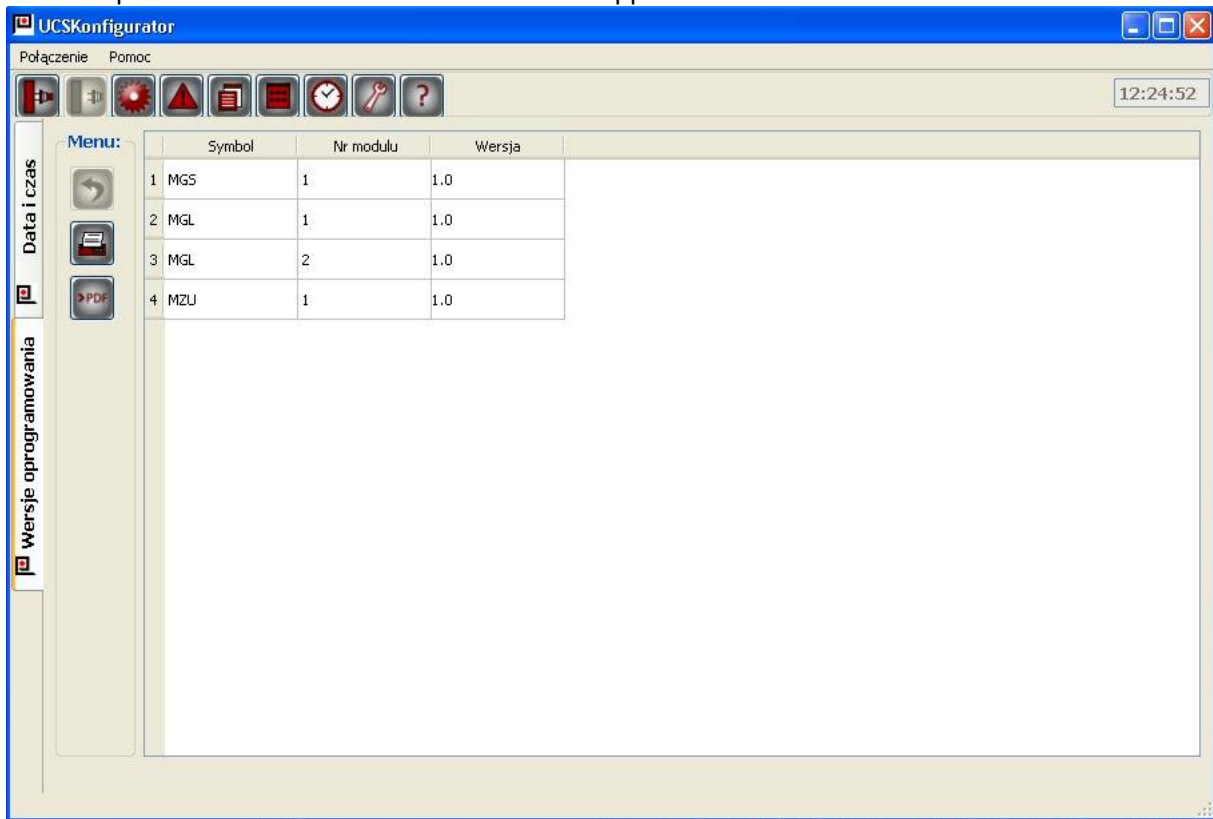 UCSKonfigurator
Połączenie Pomoc
12:24:52
Data i czas
Wersje oprogramowania
Menu:
>PDF
Symbol Nr modulu Wersja
1 MGS 1 1.0
2 MGL 1 1.0
3 MGL 2 1.0
4 MZU 1 1.0